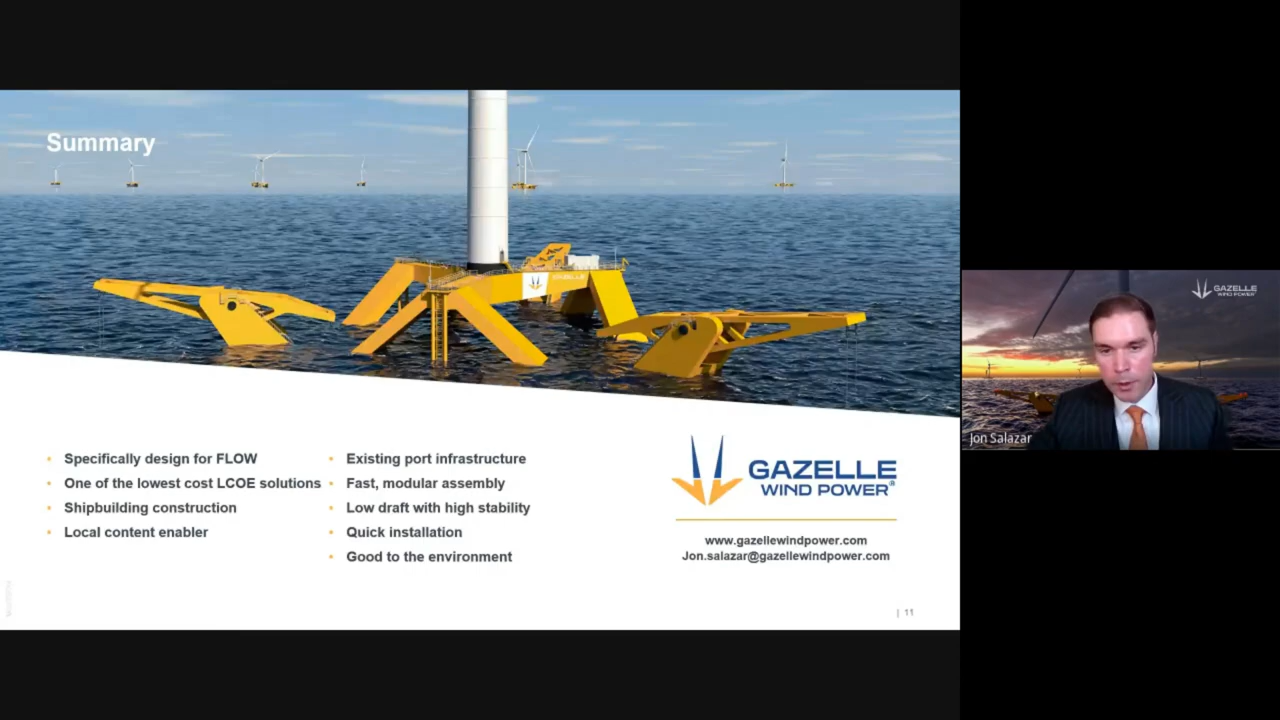 Summary
GAZELLE
Specifically design for FLOW
One of the lowest cost LCOE solutions
Shipbuilding construction
Local content enabler
Existing port infrastructure
Fast, modular assembly
Low draft with high stability
Quick installation
Good to the environment
GAZELLE®
WIND POWER
www.gazellewindpower.com
Jon.salazar@gazellewindpower.com
| 11
GAZELLE
WIND POWER
Jon Salazar